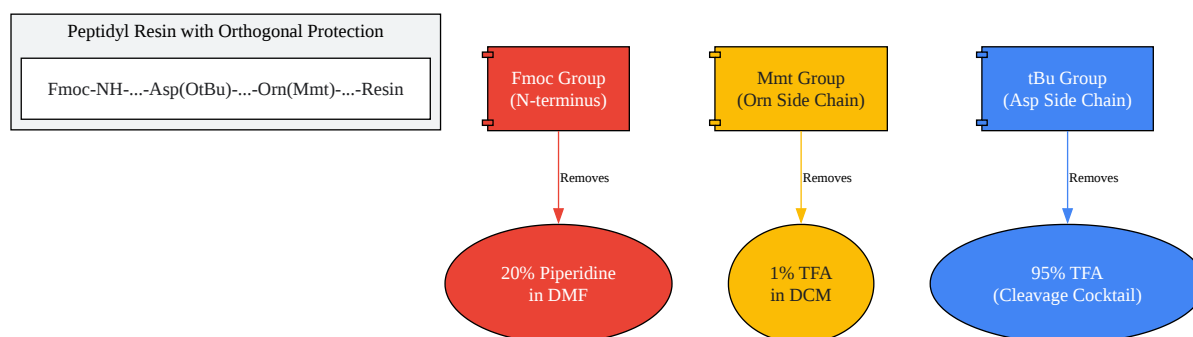 Peptidyl Resin with Orthogonal Protection
Fmoc-NH-...-Asp(OtBu)-...-Orn(Mmt)-...-Resin
Fmoc Group
(N-terminus)
Mmt Group
(Orn Side Chain)
tBu Group
(Asp Side Chain)
Removes
Removes
Removes
20% Piperidine
in DMF
1% TFA
in DCM
95% TFA
(Cleavage Cocktail)